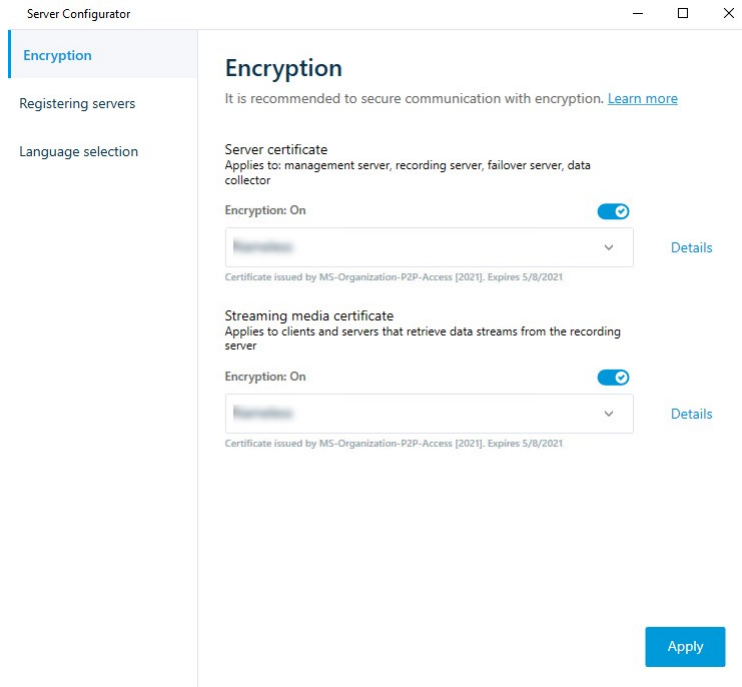 Server Configurator
Encryption
Registering servers
Language selection
Encryption
It is recommended to secure communication with encryption. Learn more
Server certificate
Applies to: management server, recording server, failover server, data
collector
Encryption: On
Details
Certificate issued by MS-Organization-P2P-Access [2021]. Expires 5/8/2021
Streaming media certificate
Applies to clients and servers that retrieve data streams from the recording
server
Encryption: On
Details
Certificate issued by MS-Organization-P2P-Access [2021]. Expires 5/8/2021
Apply